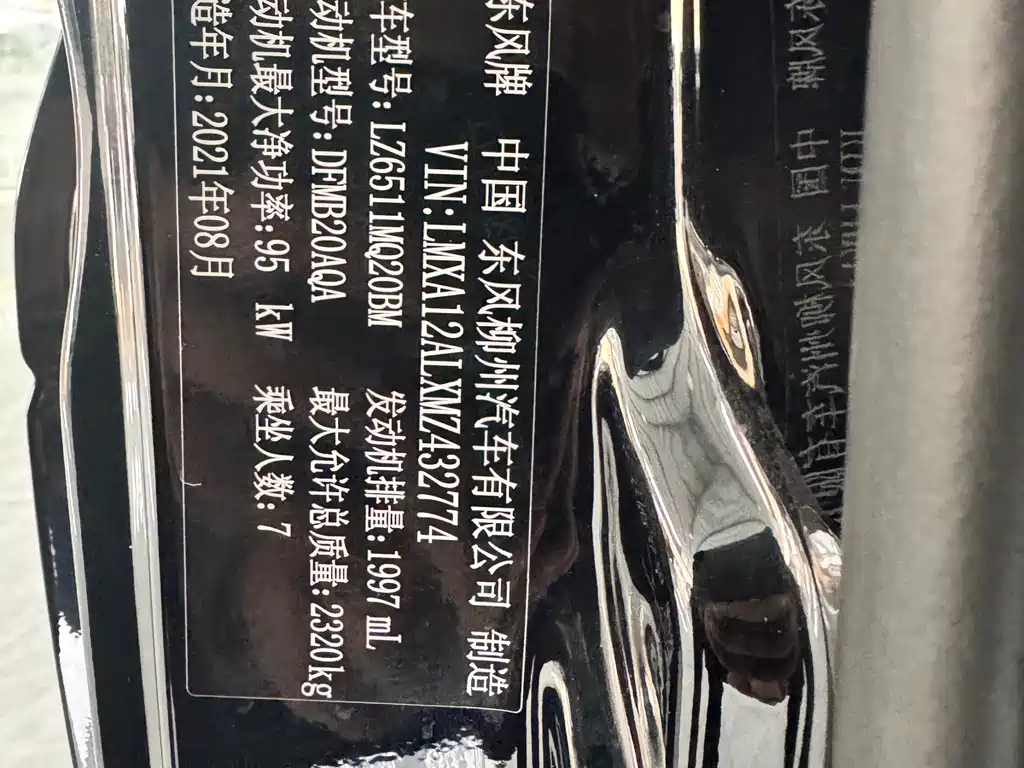 东风牌 中国 东风柳州汽车有限公司 制造
VIN:LMXA12ALXMZ432774
车型号:LZ6511MQ20BM 发动机排量:1997 mL
动机型号:DFMB20AQA 最大允许总质量:2320kg
动机最大净功率:95 kW 乘坐人数:7
造年月:2021年08月